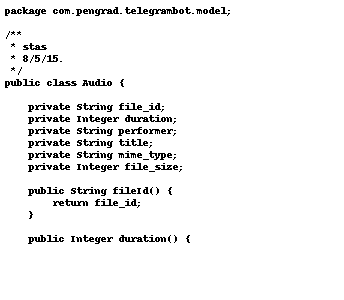 package com.pengrad.telegrambot.model;
/**
 * stas
 * 8/5/15.
 */
public class Audio {
    private String file_id;
    private Integer duration;
    private String performer;
    private String title;
    private String mime_type;
    private Integer file_size;
    public String fileId() {
        return file_id;
    }
    public Integer duration() {